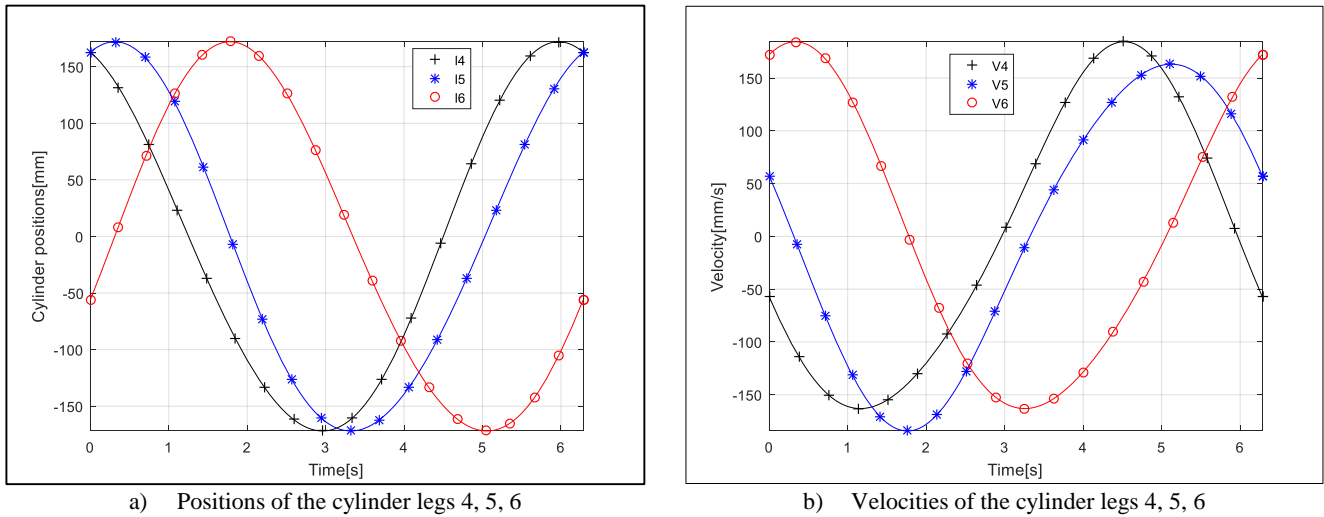 150
100
50
0
-50
-100
-150
Cylinder positions[mm]
l4
l5
l6
0 1 2 3 4 5 6
Time[s]
a) Positions of the cylinder legs 4, 5, 6
150
100
50
0
-50
-100
-150
Velocity[mm/s]
V4
V5
V6
0 1 2 3 4 5 6
Time[s]
b) Velocities of the cylinder legs 4, 5, 6